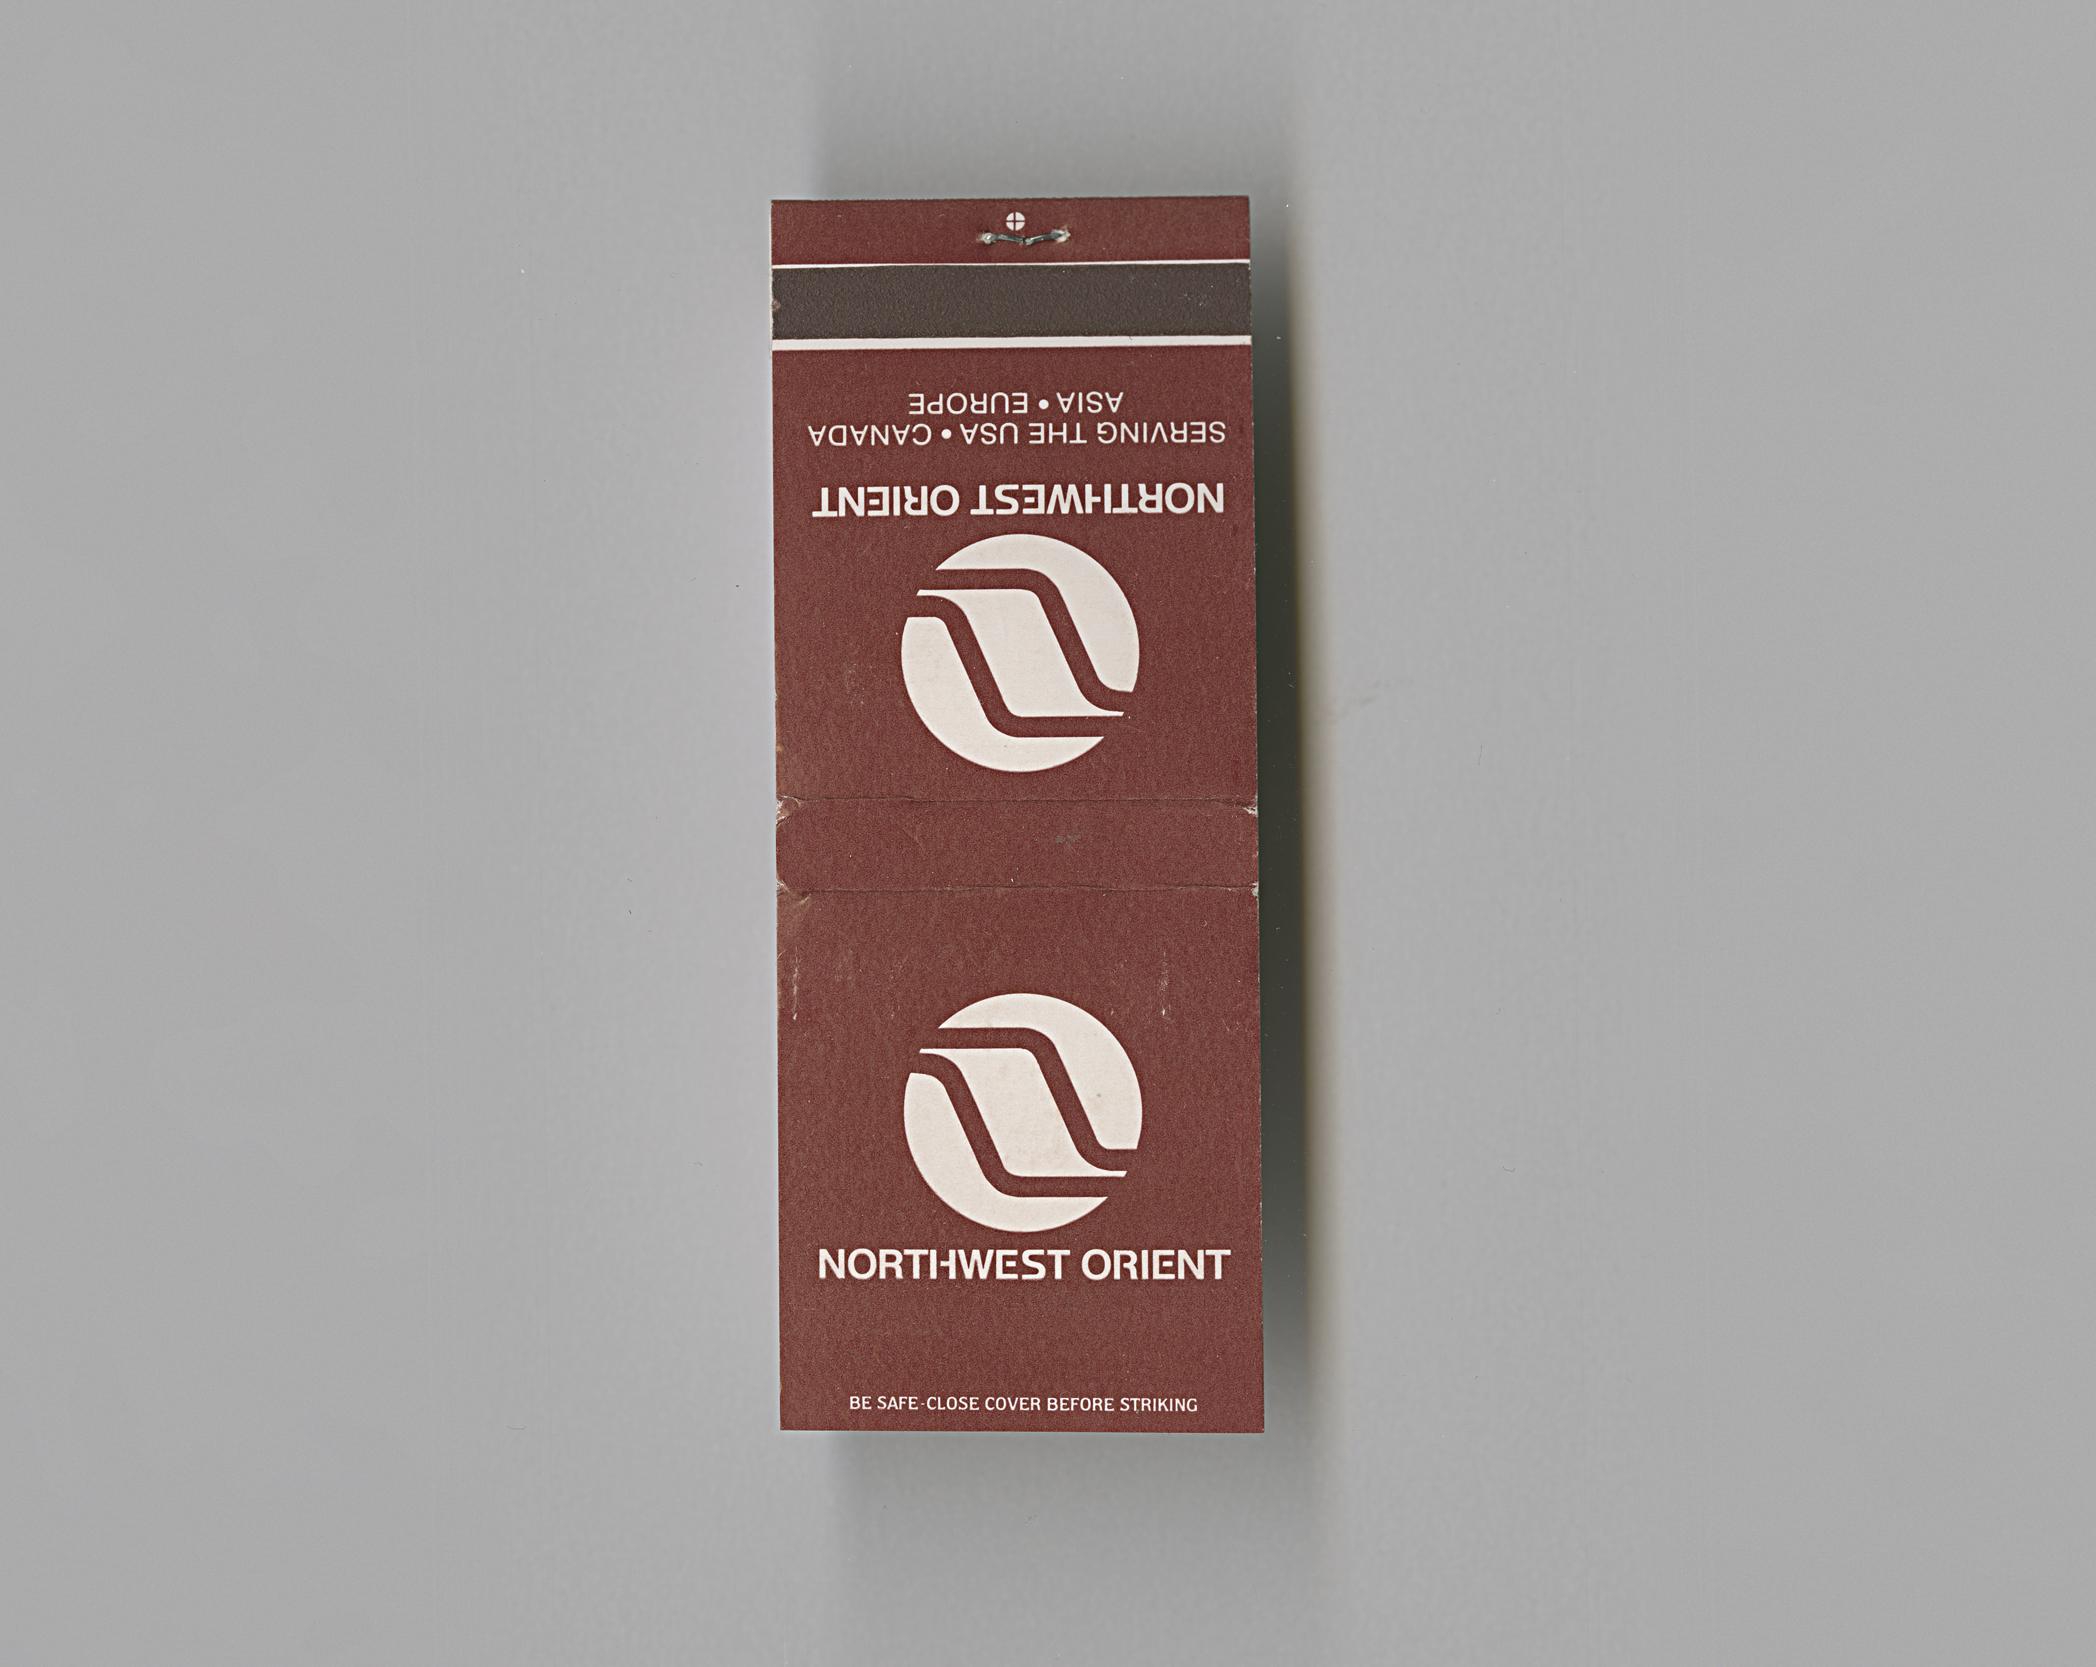 SERVING THE USA • CANADA
ASIA • EUROPE
NORTHWEST ORIENT
NORTHWEST ORIENT
BE SAFE-CLOSE COVER BEFORE STRIKING